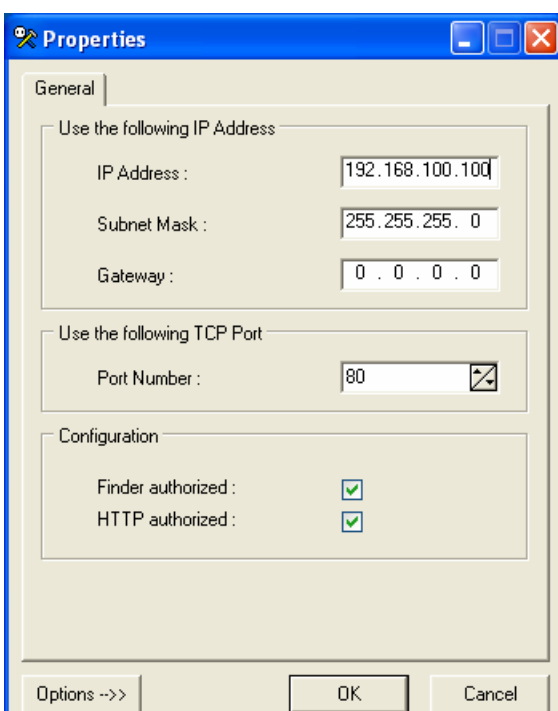 Properties
General
Use the following IP Address
IP Address : 192.168.100.100
Subnet Mask : 255.255.255. 0
Gateway : 0 . 0 . 0 . 0
Use the following TCP Port
Port Number : 80
Configuration
Finder authorized :
HTTP authorized :
Options -->> OK Cancel